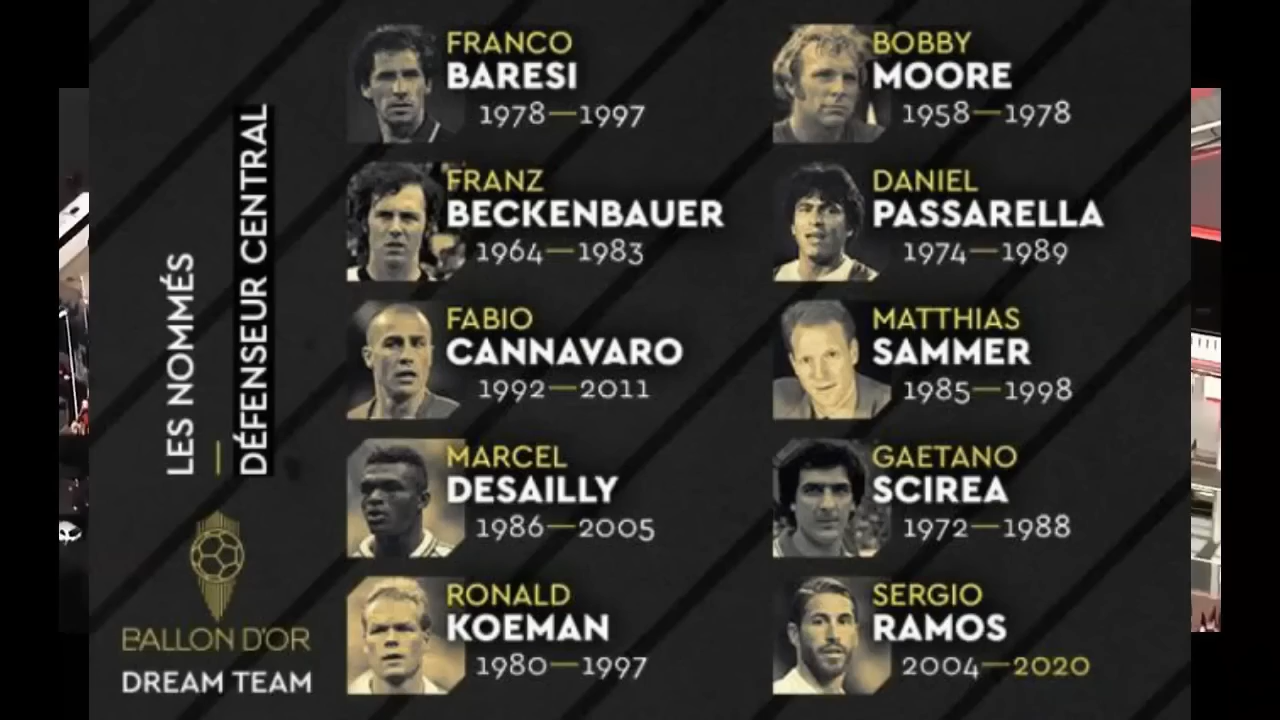 LES NOMMÉS
DÉFENSEUR CENTRAL
BALLON D'OR
DREAM TEAM
FRANCO
BARESI
1978—1997
FRANZ
BECKENBAUER
1964—1983
FABIO
CANNAVARO
1992—2011
MARCEL
DESAILLY
1986—2005
RONALD
KOEMAN
1980—1997
BOBBY
MOORE
1958—1978
DANIEL
PASSARELLA
1974—1989
MATTHIAS
SAMMER
1985—1998
GAETANO
SCIREA
1972—1988
SERGIO
RAMOS
2004—2020